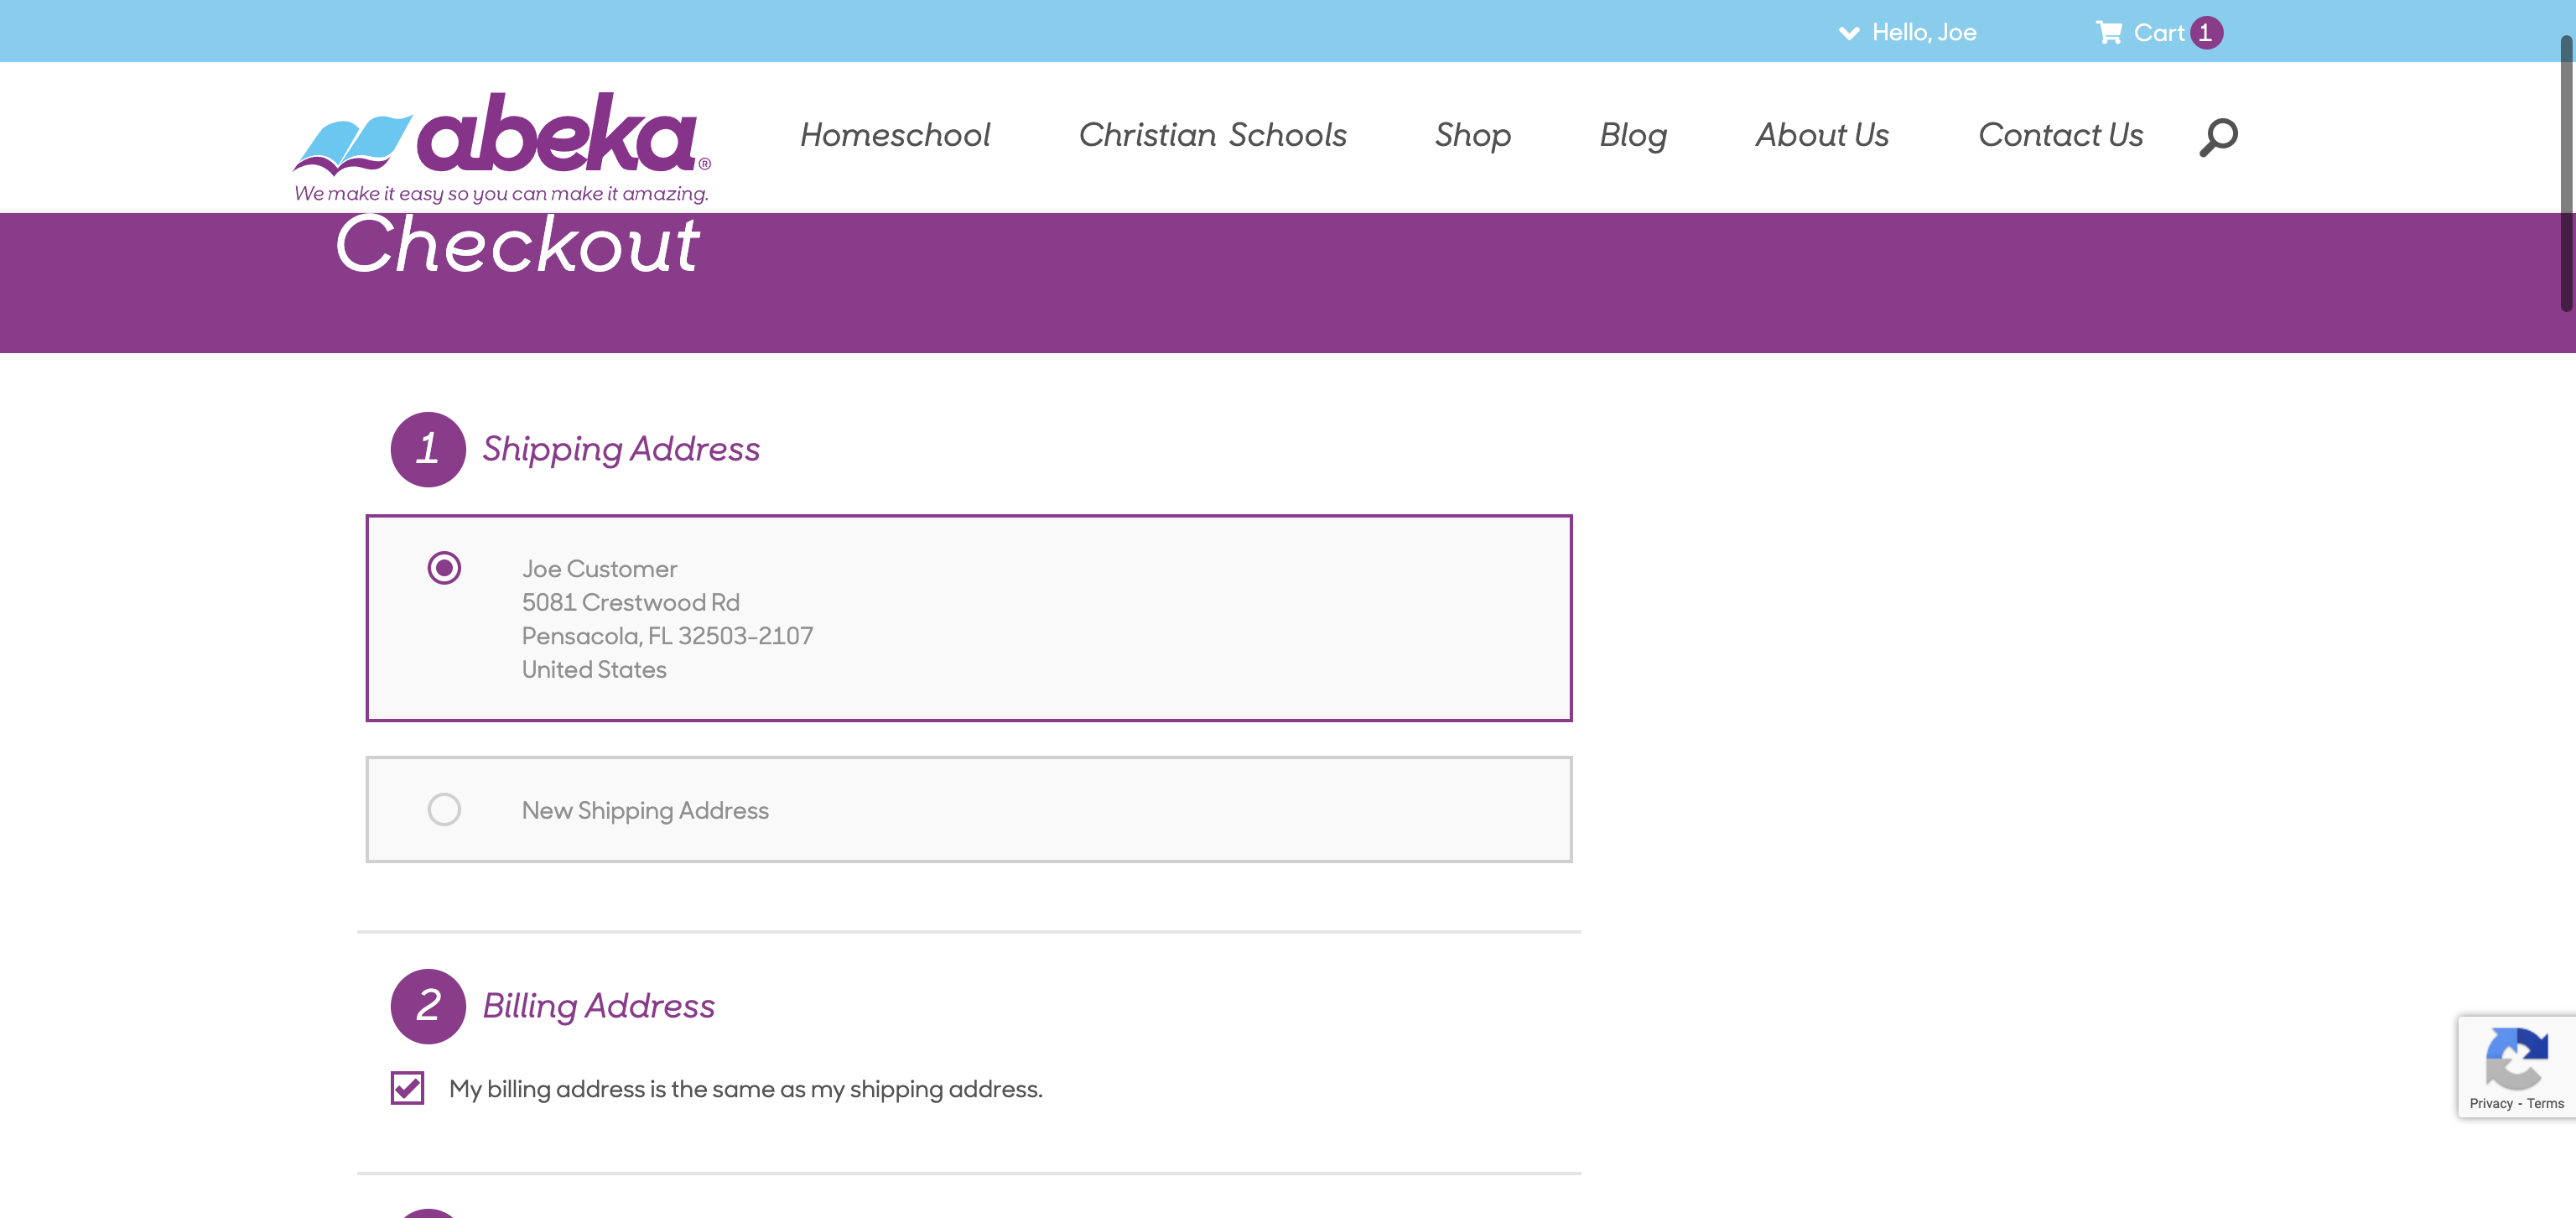 Hello, Joe
Cart 1
abeka®
We make it easy so you can make it amazing.
Homeschool
Christian Schools
Shop
Blog
About Us
Contact Us
Checkout
1 Shipping Address
Joe Customer
5081 Crestwood Rd
Pensacola, FL 32503-2107
United States
New Shipping Address
2 Billing Address
My billing address is the same as my shipping address.
Privacy - Terms